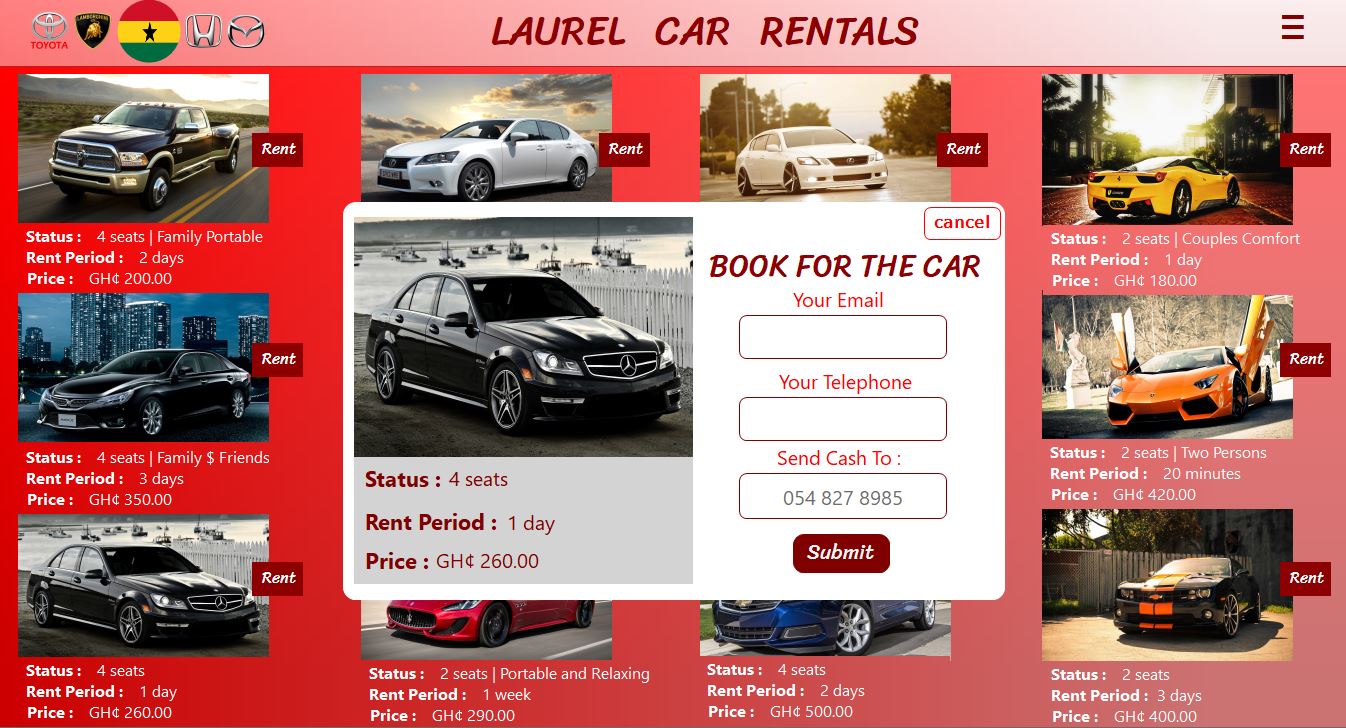 TOYOTA
LAMBORGHINI
LAUREL CAR RENTALS
Rent
Rent
Rent
Rent
Status : 4 seats | Family Portable
Rent Period : 2 days
Price : GH¢ 200.00
Status : 2 seats | Couples Comfort
Rent Period : 1 day
Price : GH¢ 180.00
Rent
Status : 4 seats | Family $ Friends
Rent Period : 3 days
Price : GH¢ 350.00
Rent
Status : 2 seats | Two Persons
Rent Period : 20 minutes
Price : GH¢ 420.00
cancel
BOOK FOR THE CAR
Your Email
Your Telephone
Send Cash To :
054 827 8985
Submit
Status : 4 seats
Rent Period : 1 day
Price : GH¢ 260.00
Rent
Status : 4 seats
Rent Period : 1 day
Price : GH¢ 260.00
Status : 2 seats | Portable and Relaxing
Rent Period : 1 week
Price : GH¢ 290.00
Status : 4 seats
Rent Period : 2 days
Price : GH¢ 500.00
Rent
Status : 2 seats
Rent Period : 3 days
Price : GH¢ 400.00